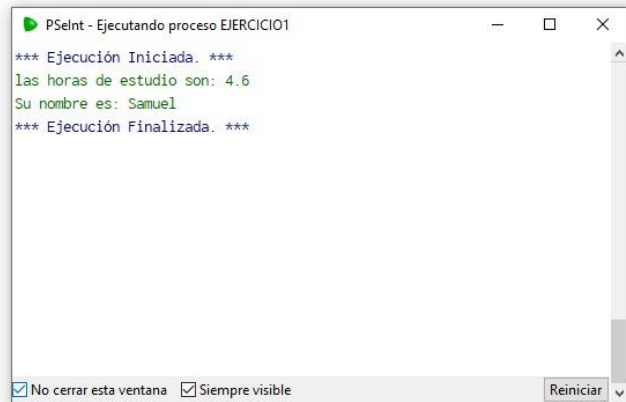 PSeInt - Ejecutando proceso EJERCICIO1
*** Ejecución Iniciada. ***
las horas de estudio son: 4.6
Su nombre es: Samuel
*** Ejecución Finalizada. ***
No cerrar esta ventana Siempre visible Reiniciar